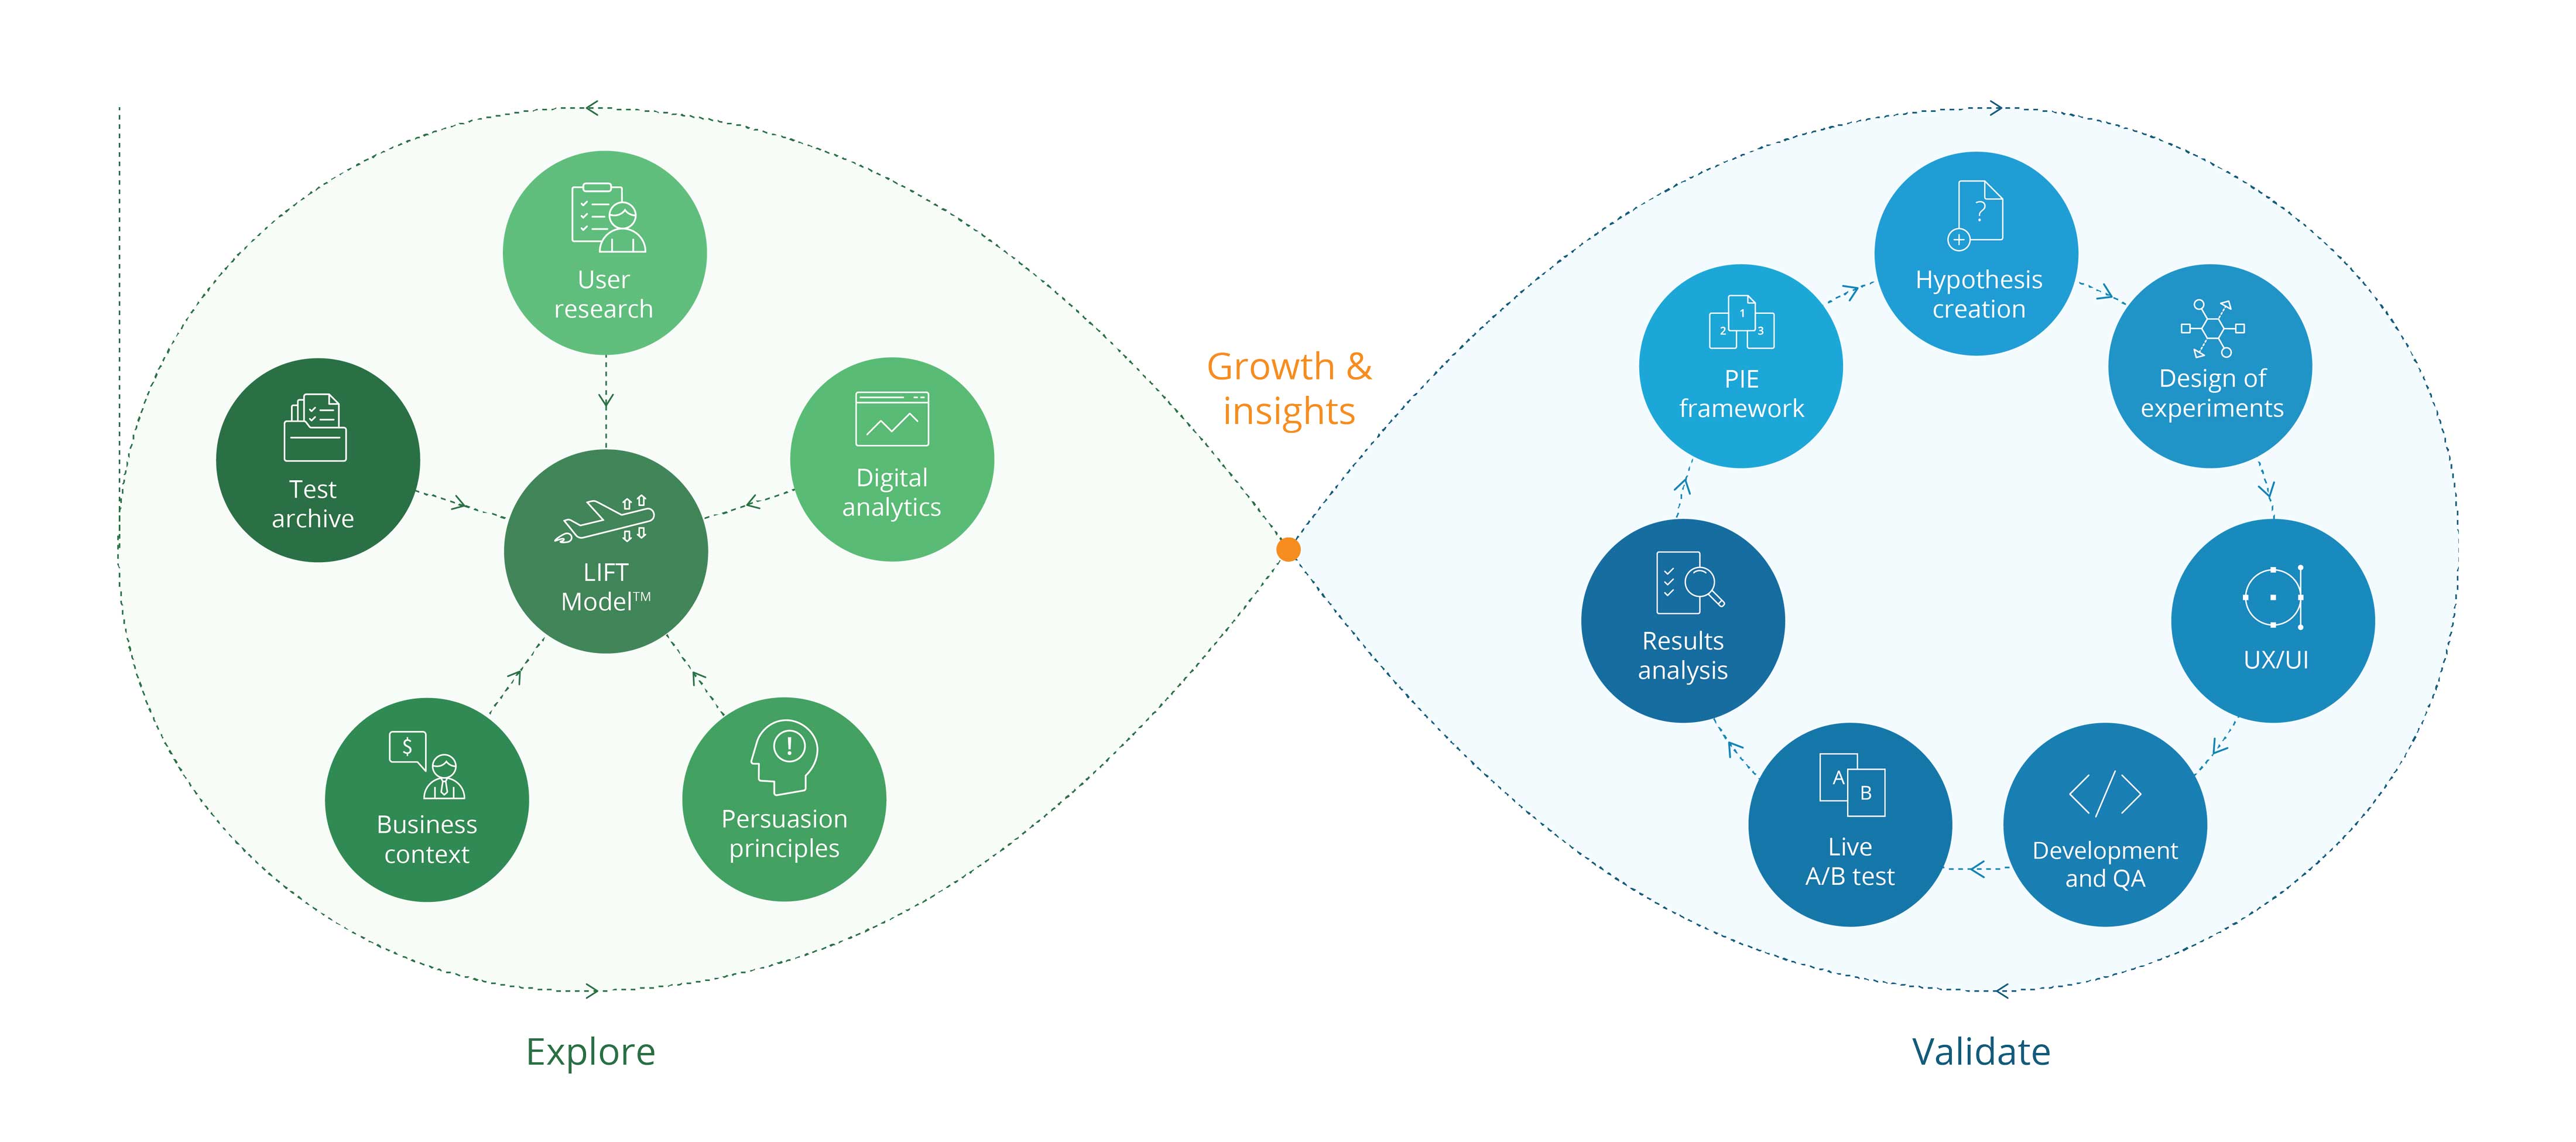 User
research
Test
archive
Digital
analytics
LIFT
Model™
$
Business
context
!
Persuasion
principles
Explore
Growth &
insights
1
2 3
PIE
framework
?
Hypothesis
creation
Design of
experiments
UX/UI
</>
Development
and QA
A
B
Live
A/B test
Results
analysis
Validate